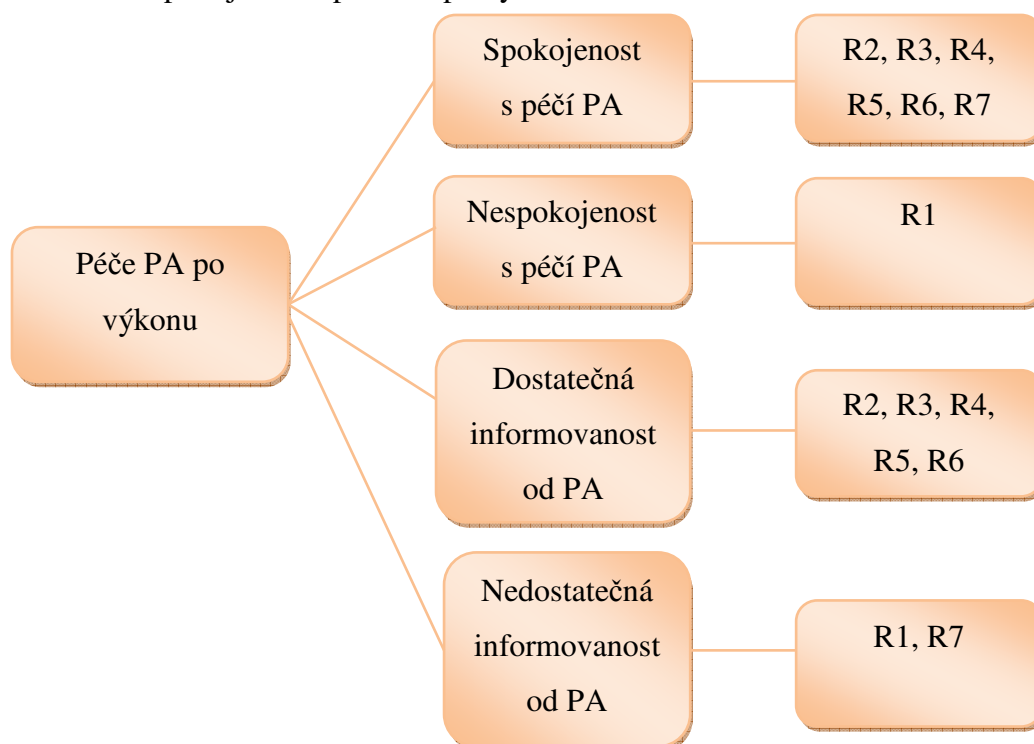 Spokojenost
s péčí PA
R2, R3, R4,
R5, R6, R7
Nespokojenost
s péčí PA
R1
Péče PA po
výkonu
Dostatečná
informovanost
od PA
R2, R3, R4,
R5, R6
Nedostatečná
informovanost
od PA
R1, R7